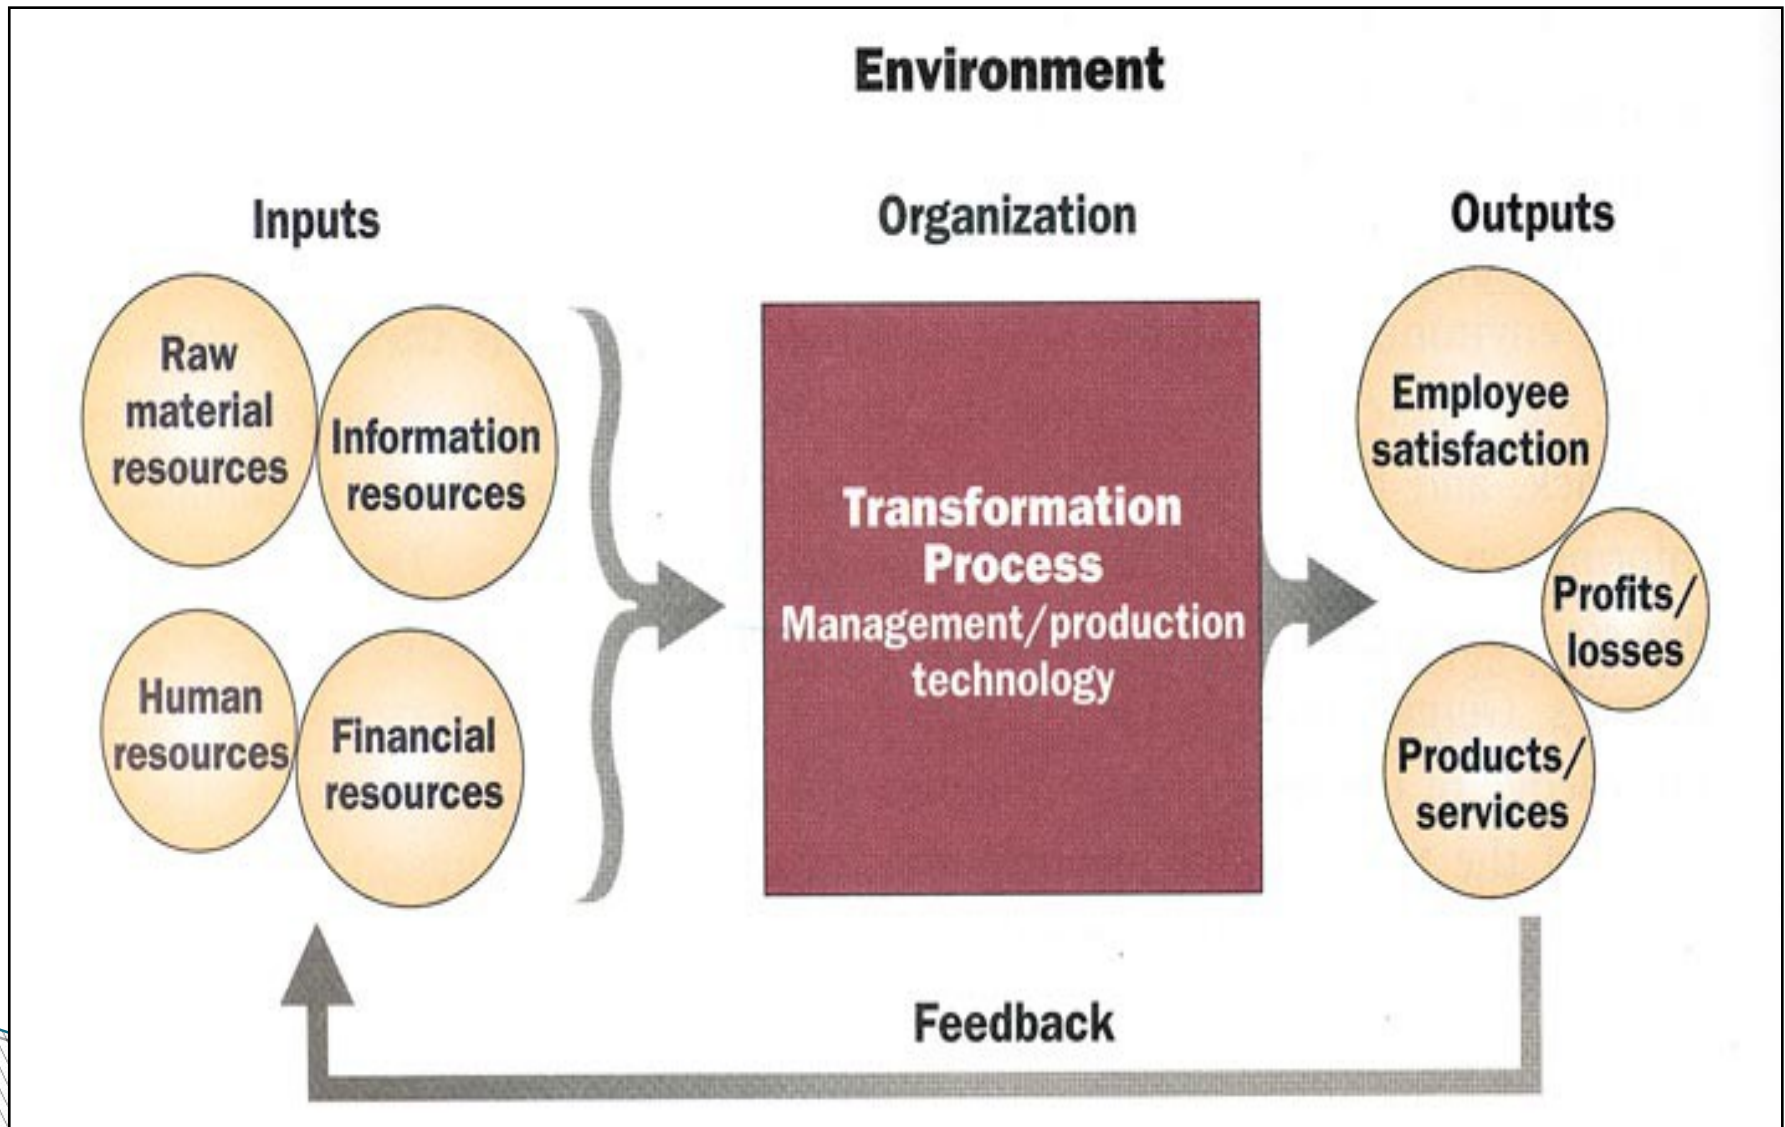 Environment
Inputs
Organization
Outputs
Raw
material
resources
Information
resources
Human
resources
Financial
resources
Transformation
Process
Management/production
technology
Employee
satisfaction
Profits/
losses
Products/
services
Feedback